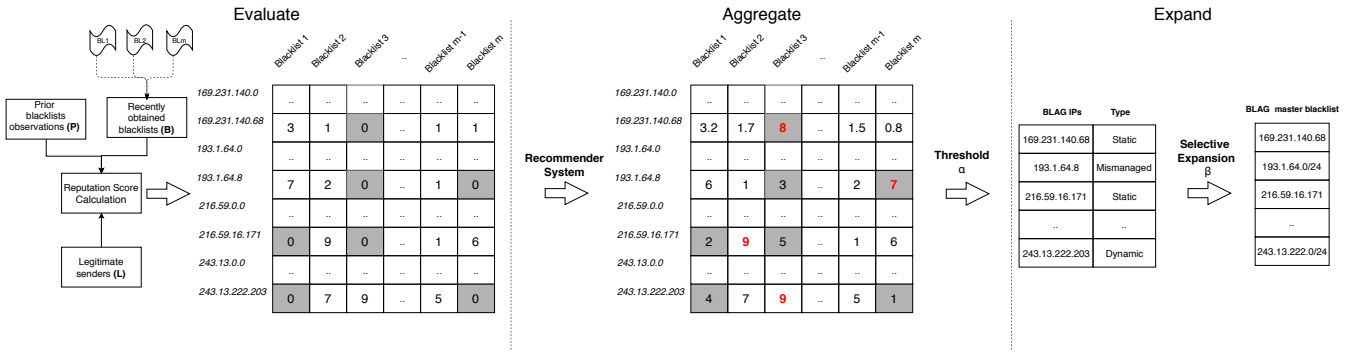 Evaluate
BL1
BL2
BLm
Prior
blacklists
observations (P)
Recently
obtained
blacklists (B)
Reputation Score
Calculation
Legitimate
senders (L)
Blacklist 1
Blacklist 2
Blacklist 3
..
Blacklist m-1
Blacklist m
169.231.140.0
.. .. .. .. .. ..
169.231.140.68
3 1 0 .. 1 1
193.1.64.0
.. .. .. .. .. ..
193.1.64.8
7 2 0 .. 1 0
216.59.0.0
.. .. .. .. .. ..
216.59.16.171
0 9 0 .. 1 6
243.13.0.0
.. .. .. .. .. ..
243.13.222.203
0 7 9 .. 5 0
Recommender
System
Aggregate
Blacklist 1
Blacklist 2
Blacklist 3
..
Blacklist m-1
Blacklist m
169.231.140.0
.. .. .. .. .. ..
169.231.140.68
3.2 1.7 8 .. 1.5 0.8
193.1.64.0
.. .. .. .. .. ..
193.1.64.8
6 1 3 .. 2 7
216.59.0.0
.. .. .. .. .. ..
216.59.16.171
2 9 5 .. 1 6
243.13.0.0
.. .. .. .. .. ..
243.13.222.203
4 7 9 .. 5 1
Threshold
α
Expand
BLAG IPs Type
169.231.140.68 Static
193.1.64.8 Mismanaged
216.59.16.171 Static
.. ..
243.13.222.203 Dynamic
Selective
Expansion
β
BLAG master blacklist
169.231.140.68
193.1.64.0/24
216.59.16.171
..
243.13.222.0/24